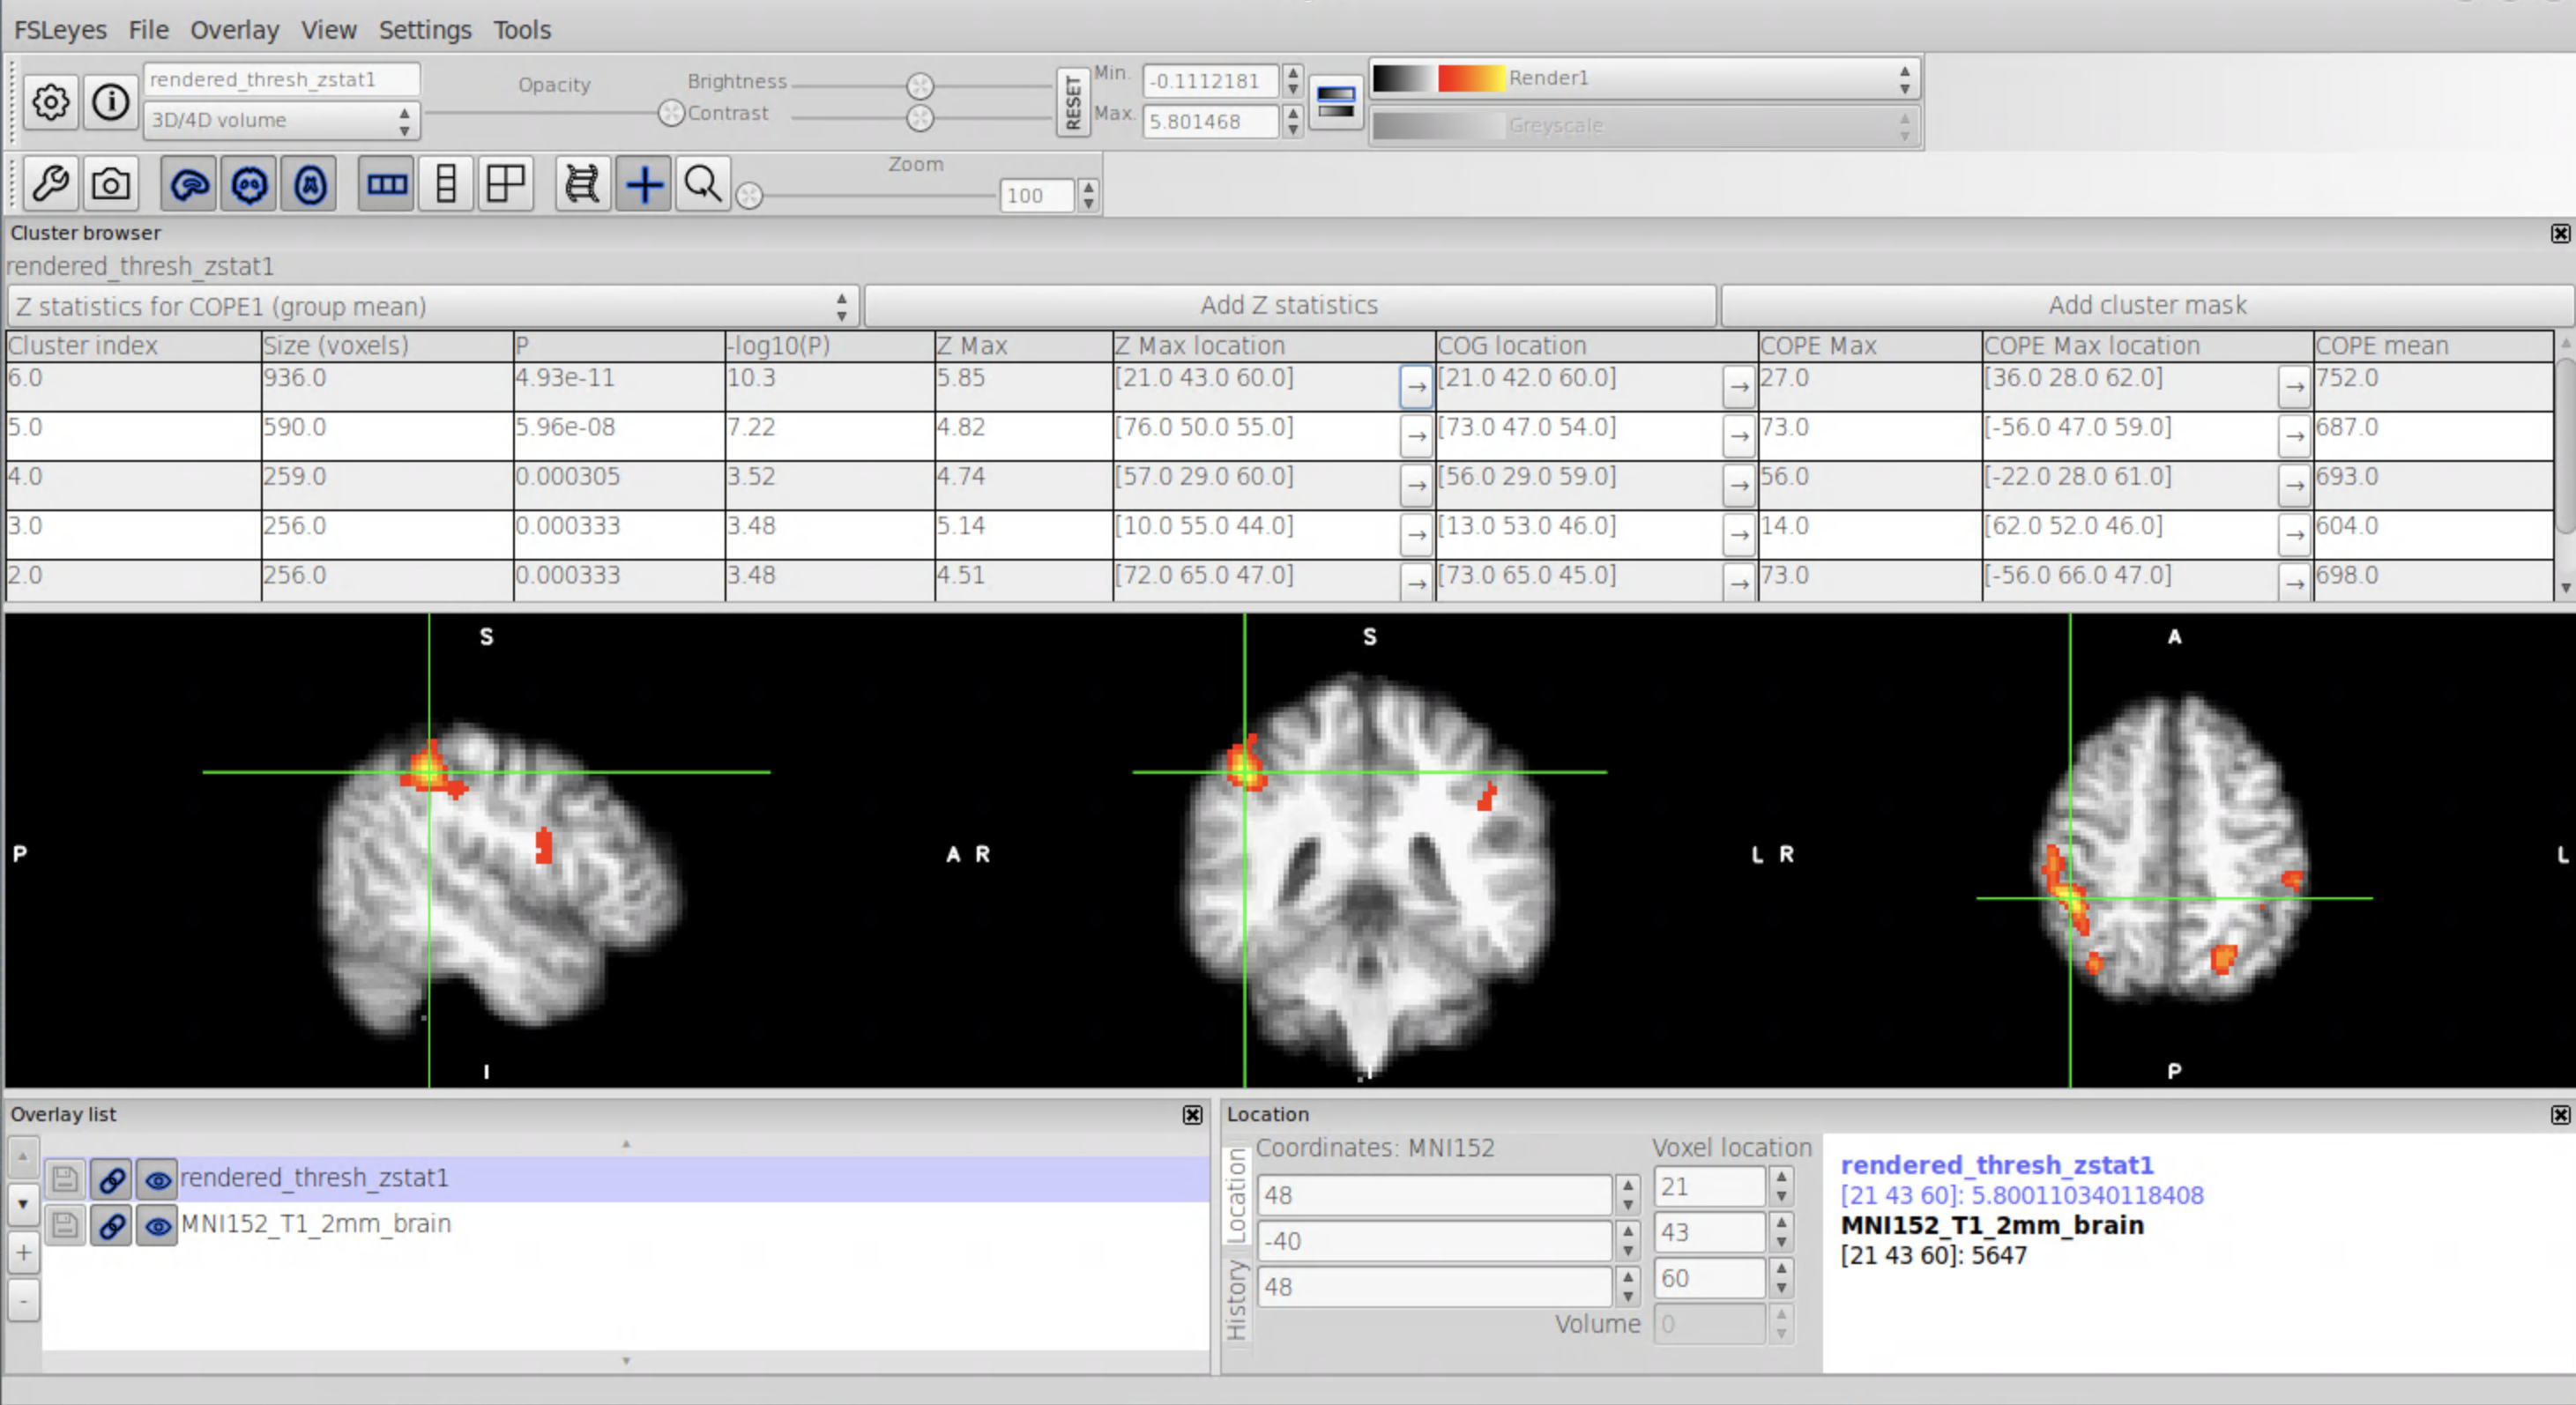 FSLeyes File Overlay View Settings Tools
rendered_thresh_zstat1
3D/4D volume
Opacity
Brightness
Contrast
RESET
Min. -0.1112181
Max. 5.801468
Render1
Greyscale
Zoom
100
Cluster browser
rendered_thresh_zstat1
Z statistics for COPE1 (group mean) Add Z statistics Add cluster mask
Cluster index Size (voxels) P -log10(P) Z Max Z Max location COG location COPE Max COPE Max location COPE mean
6.0 936.0 4.93e-11 10.3 5.85 [21.0 43.0 60.0] → [21.0 42.0 60.0] → 27.0 [36.0 28.0 62.0] → 752.0
5.0 590.0 5.96e-08 7.22 4.82 [76.0 50.0 55.0] → [73.0 47.0 54.0] → 73.0 [-56.0 47.0 59.0] → 687.0
4.0 259.0 0.000305 3.52 4.74 [57.0 29.0 60.0] → [56.0 29.0 59.0] → 56.0 [-22.0 28.0 61.0] → 693.0
3.0 256.0 0.000333 3.48 5.14 [10.0 55.0 44.0] → [13.0 53.0 46.0] → 14.0 [62.0 52.0 46.0] → 604.0
2.0 256.0 0.000333 3.48 4.51 [72.0 65.0 47.0] → [73.0 65.0 45.0] → 73.0 [-56.0 66.0 47.0] → 698.0
S S A
P A R L R L
I I P
Overlay list
rendered_thresh_zstat1
MNI152_T1_2mm_brain
Location
Location
History
Coordinates: MNI152 Voxel location
48 21
-40 43
48 60
Volume 0
rendered_thresh_zstat1
[21 43 60]: 5.800110340118408
MNI152_T1_2mm_brain
[21 43 60]: 5647